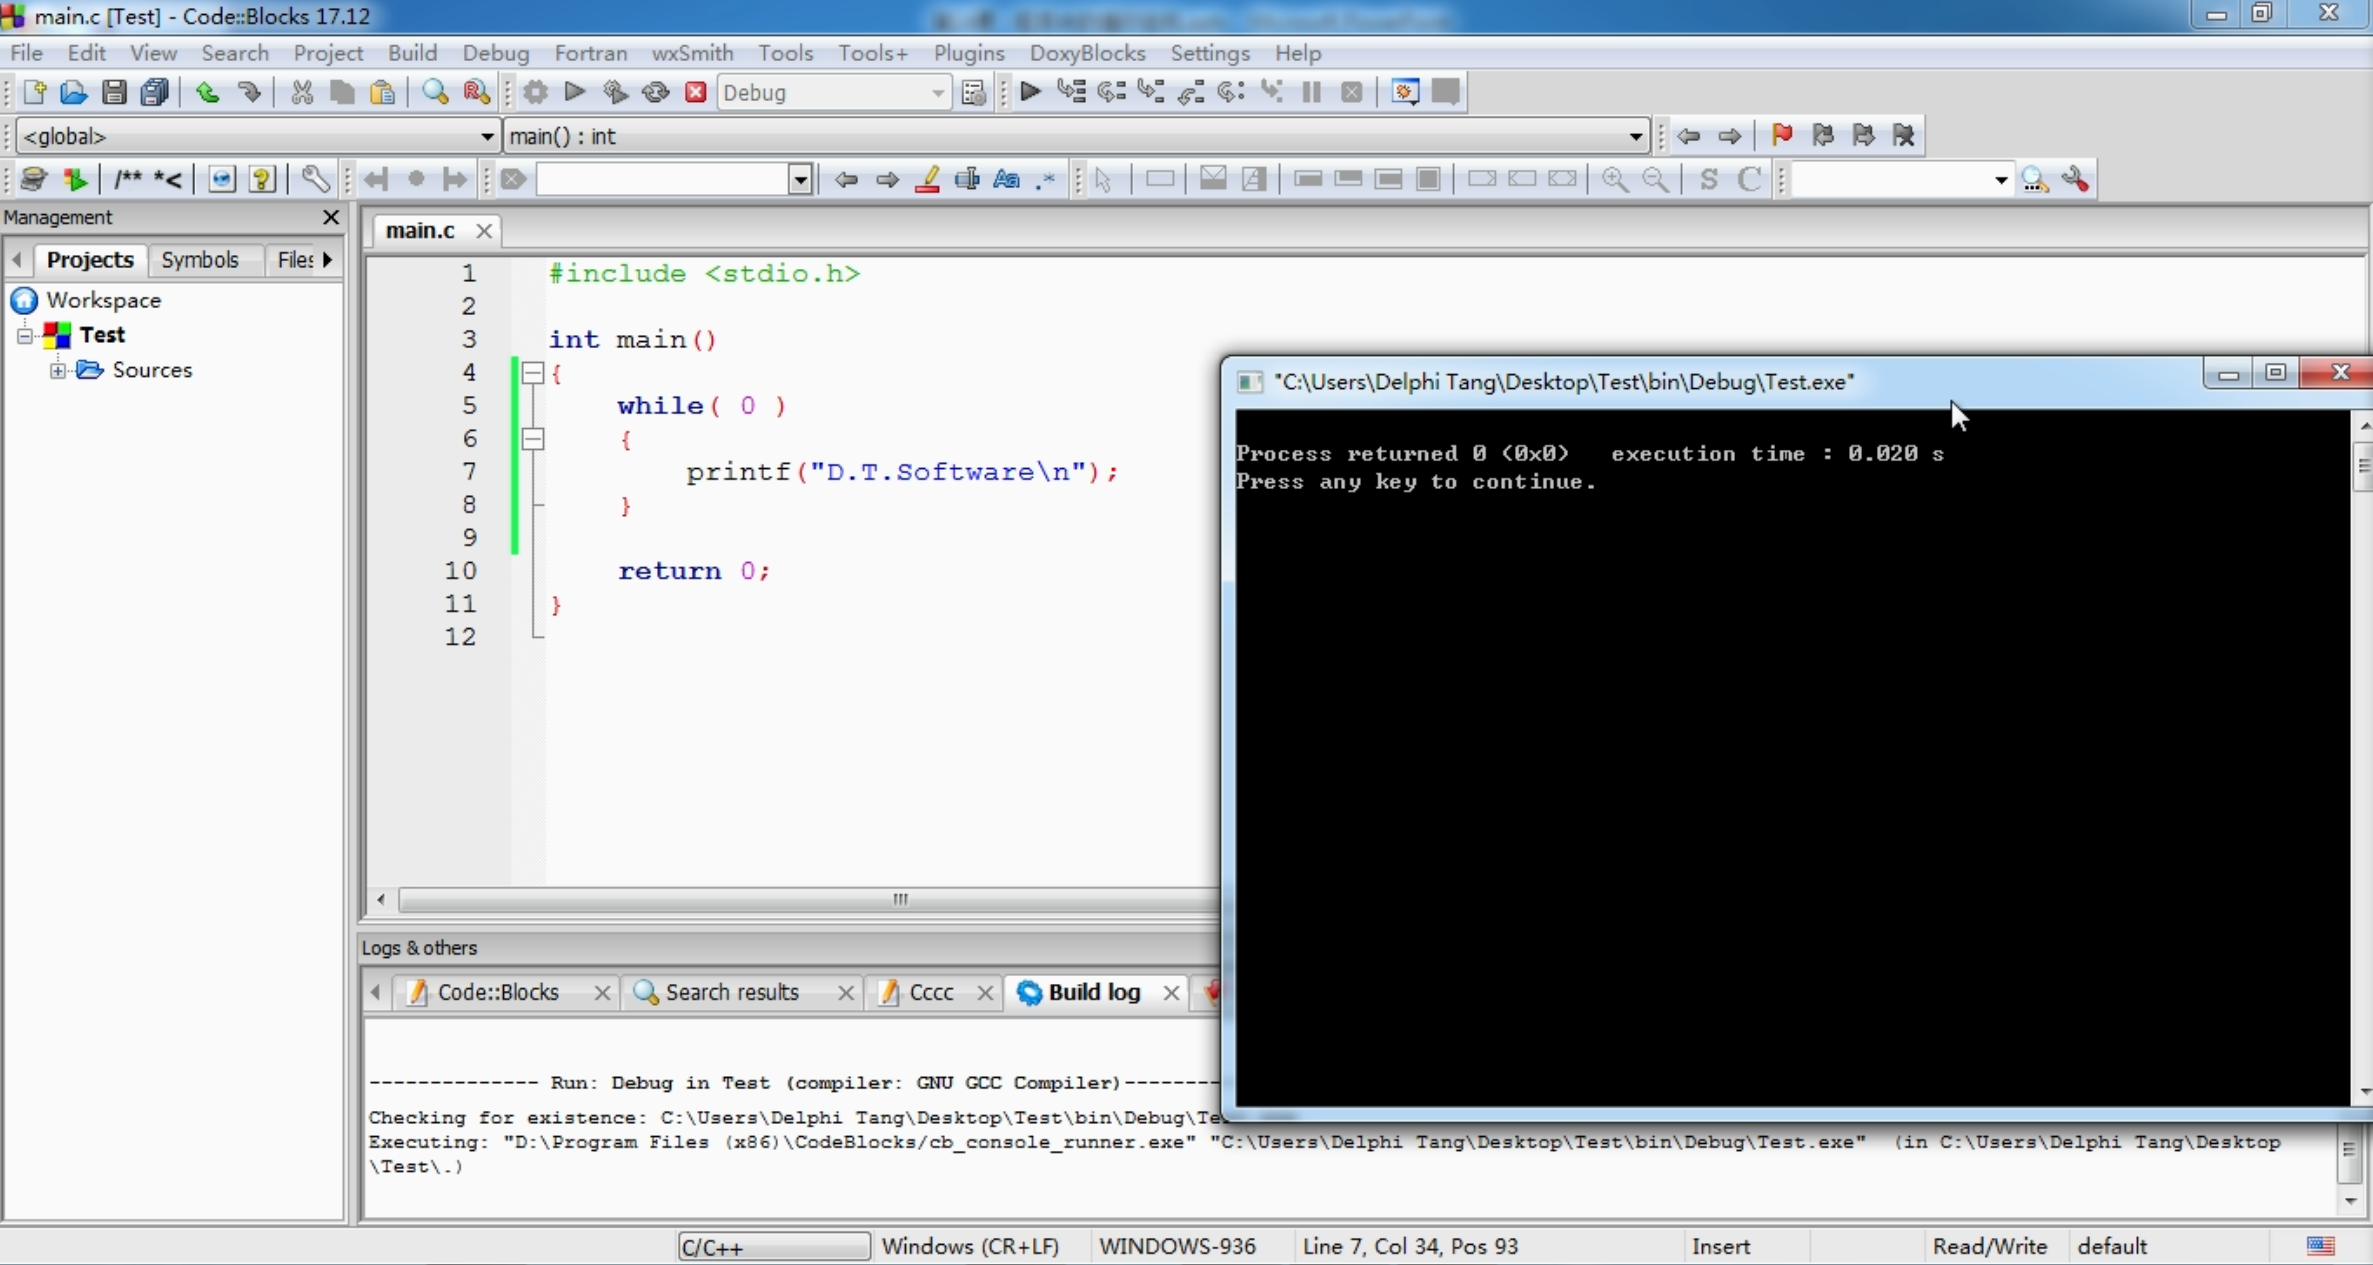 main.c [Test] - Code::Blocks 17.12
File Edit View Search Project Build Debug Fortran wxSmith Tools Tools+ Plugins DoxyBlocks Settings Help
Debug
<global> main() : int
/** *<
Aa .* S C
Management
main.c
Projects Symbols Files
Workspace
Test
Sources
1 #include <stdio.h>
2
3 int main()
4 {
5 while( 0 )
6 {
7 printf("D.T.Software\n");
8 }
9
10 return 0;
11 }
12
"C:\Users\Delphi Tang\Desktop\Test\bin\Debug\Test.exe"
Process returned 0 (0x0)   execution time : 0.020 s
Press any key to continue.
Logs & others
Code::Blocks Search results Cccc Build log
-------------- Run: Debug in Test (compiler: GNU GCC Compiler)--------
Checking for existence: C:\Users\Delphi Tang\Desktop\Test\bin\Debug\Te
Executing: "D:\Program Files (x86)\CodeBlocks/cb_console_runner.exe" "C:\Users\Delphi Tang\Desktop\Test\bin\Debug\Test.exe"  (in C:\Users\Delphi Tang\Desktop
\Test\.)
C/C++ Windows (CR+LF) WINDOWS-936 Line 7, Col 34, Pos 93 Insert Read/Write default